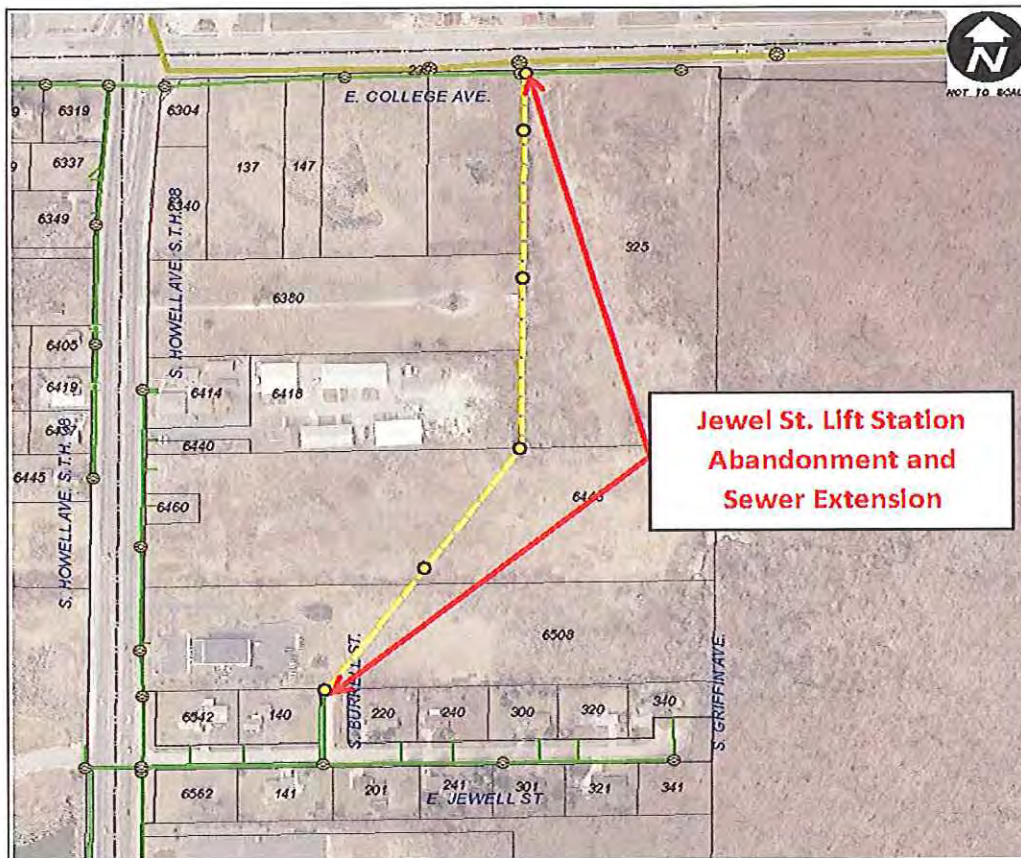 N
NOT TO SCALE
E. COLLEGE AVE.
6319
6304
6337
137
147
6349
6340
325
S. HOWELL AVE. S.T.H. 38
6380
6405
6419
6414
6418
6440
6445
6460
Jewel St. Lift Station
Abandonment and
Sewer Extension
S. HOWELL AVE. S.T.H. 38
6508
S. BURRELL ST.
S. GRIFFIN AVE.
6542
140
220
240
300
320
340
6562
141
201
241
301
321
341
E. JEWELL ST.